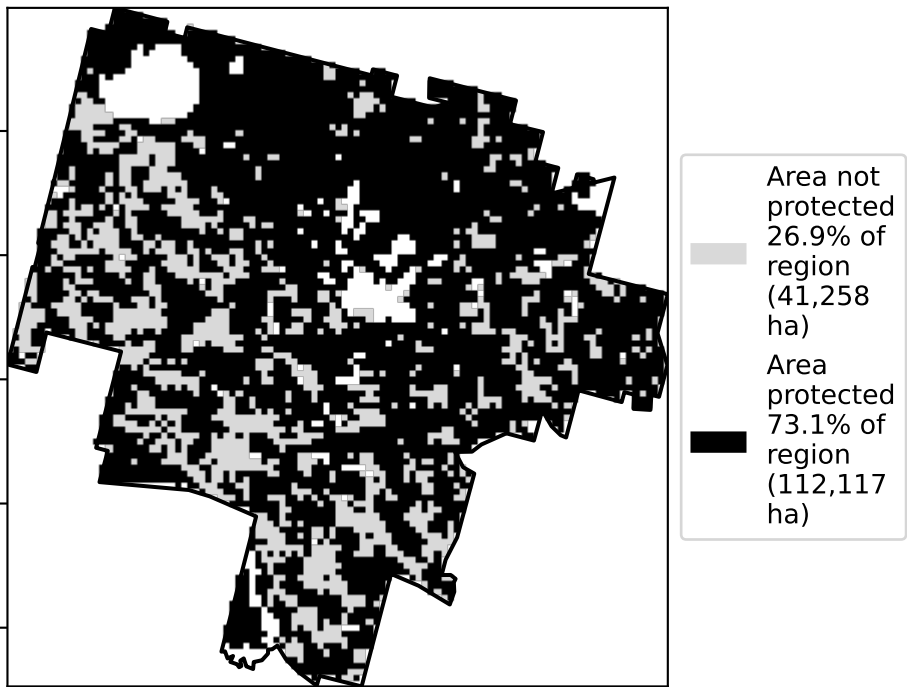 Area not
protected
26.9% of
region
(41,258
ha)
Area
protected
73.1% of
region
(112,117
ha)